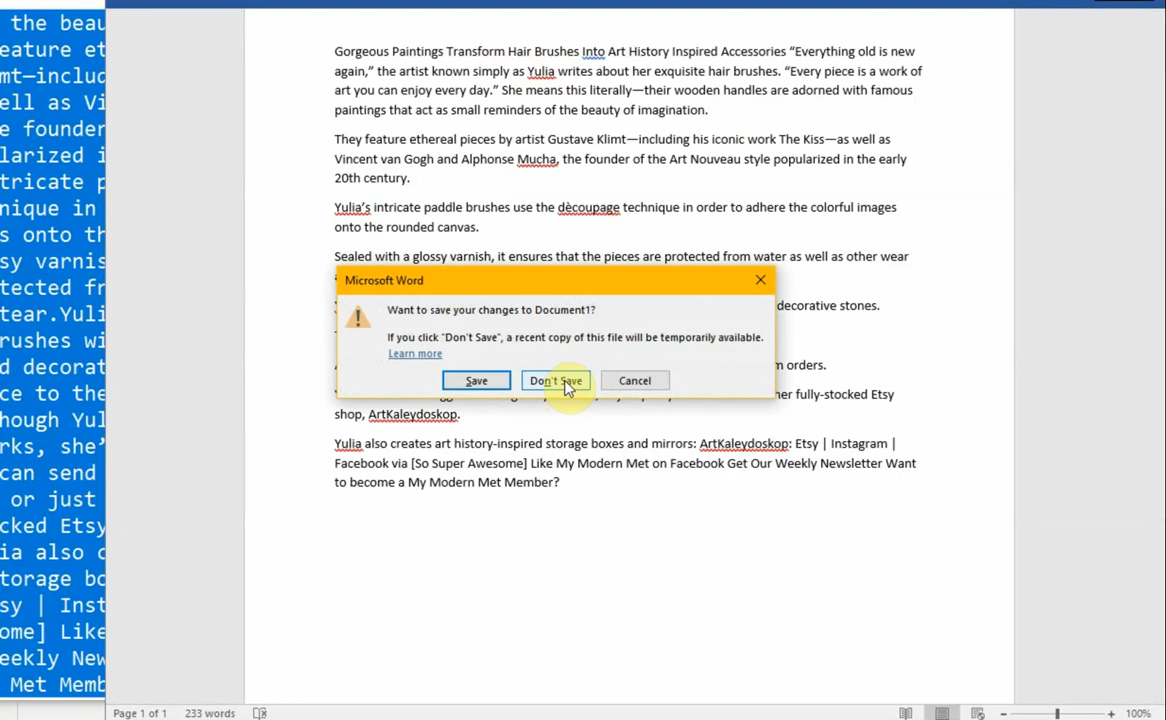 the beau
eature et
mt—includ
ell as Vi
e founder
larized i
tricate p
nique in
s onto th
sy varnis
tected fr
tear.Yuli
rushes wi
d decorat
ce to the
hough Yul
rks, she’
can send
or just
cked Etsy
ia also c
torage bo
sy | Inst
ome] Like
eekly New
Met Memb
Gorgeous Paintings Transform Hair Brushes Into Art History Inspired Accessories “Everything old is new
again,” the artist known simply as Yulia writes about her exquisite hair brushes. “Every piece is a work of
art you can enjoy every day.” She means this literally—their wooden handles are adorned with famous
paintings that act as small reminders of the beauty of imagination.
They feature ethereal pieces by artist Gustave Klimt—including his iconic work The Kiss—as well as
Vincent van Gogh and Alphonse Mucha, the founder of the Art Nouveau style popularized in the early
20th century.
Yulia’s intricate paddle brushes use the dècoupage technique in order to adhere the colorful images
onto the rounded canvas.
Sealed with a glossy varnish, it ensures that the pieces are protected from water as well as other wear
decorative stones.
m orders.
her fully-stocked Etsy
shop, ArtKaleydoskop.
Yulia also creates art history-inspired storage boxes and mirrors: ArtKaleydoskop: Etsy | Instagram |
Facebook via [So Super Awesome] Like My Modern Met on Facebook Get Our Weekly Newsletter Want
to become a My Modern Met Member?
Microsoft Word
Want to save your changes to Document1?
If you click "Don't Save", a recent copy of this file will be temporarily available.
Learn more
Save
Don't Save
Cancel
Page 1 of 1
233 words
100%